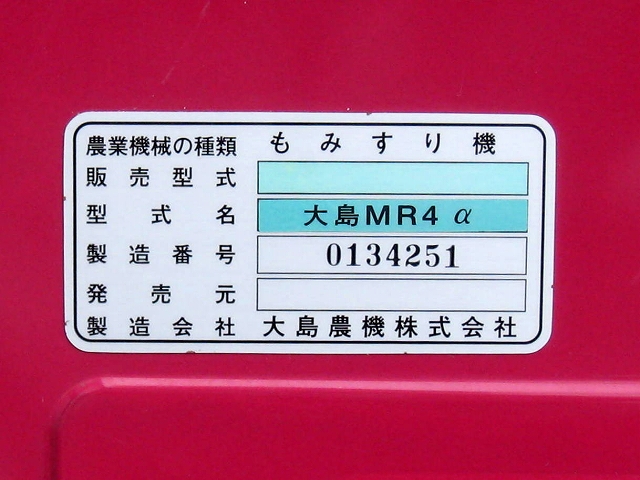 農業機械の種類 もみすり機
販売型式
型式名 大島MR4 α
製造番号 0134251
発売元
製造会社 大島農機株式会社